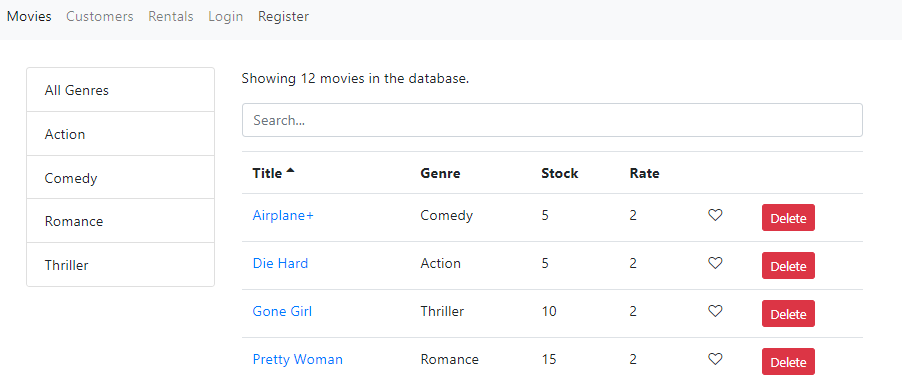 Movies Customers Rentals Login Register
All Genres
Action
Comedy
Romance
Thriller
Showing 12 movies in the database.
Search...
Title Genre Stock Rate
Airplane+ Comedy 5 2 Delete
Die Hard Action 5 2 Delete
Gone Girl Thriller 10 2 Delete
Pretty Woman Romance 15 2 Delete